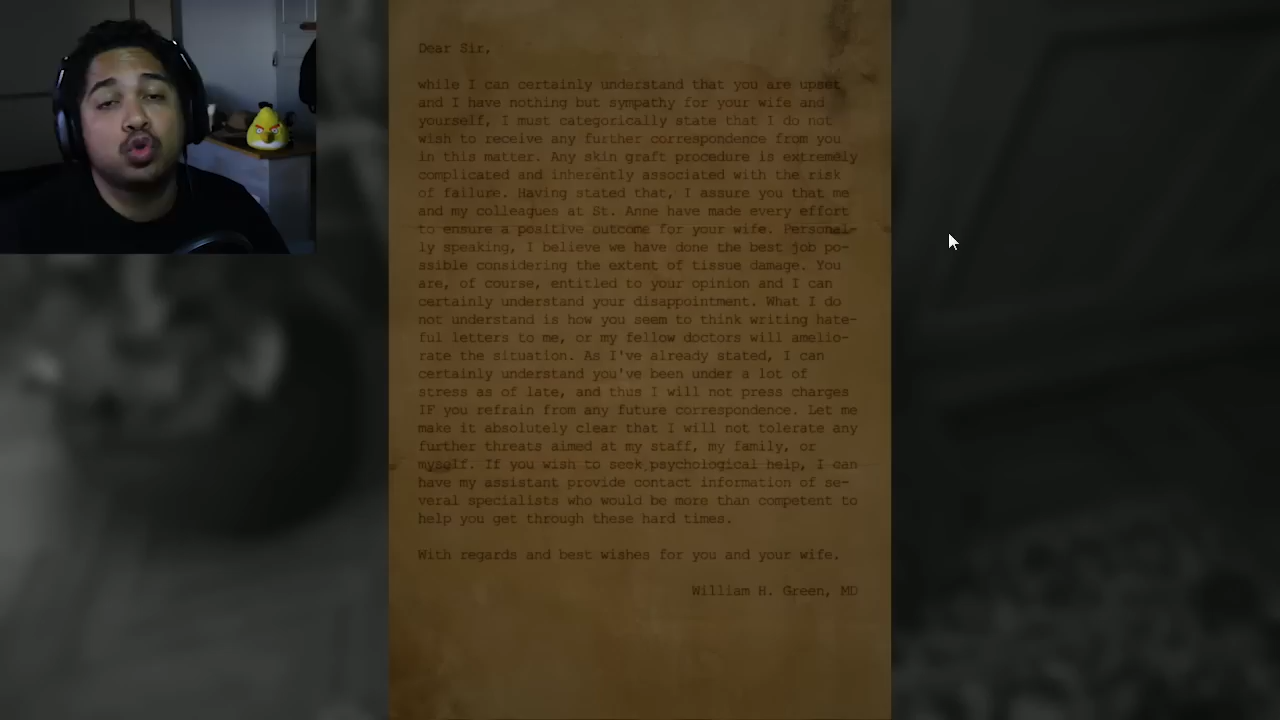 Dear Sir,
while I can certainly understand that you are upset
and I have nothing but sympathy for your wife and
yourself, I must categorically state that I do not
wish to receive any further correspondence from you
in this matter. Any skin graft procedure is extremely
complicated and inherently associated with the risk
of failure. Having stated that, I assure you that me
and my colleagues at St. Anne have made every effort
to ensure a positive outcome for your wife. Personal-
ly speaking, I believe we have done the best job po-
ssible considering the extent of tissue damage. You
are, of course, entitled to your opinion and I can
certainly understand your disappointment. What I do
not understand is how you seem to think writing hate-
ful letters to me, or my fellow doctors will amelio-
rate the situation. As I've already stated, I can
certainly understand you've been under a lot of
stress as of late, and thus I will not press charges
IF you refrain from any future correspondence. Let me
make it absolutely clear that I will not tolerate any
further threats aimed at my staff, my family, or
myself. If you wish to seek psychological help, I can
have my assistant provide contact information of se-
veral specialists who would be more than competent to
help you get through these hard times.
With regards and best wishes for you and your wife,
William H. Green, MD